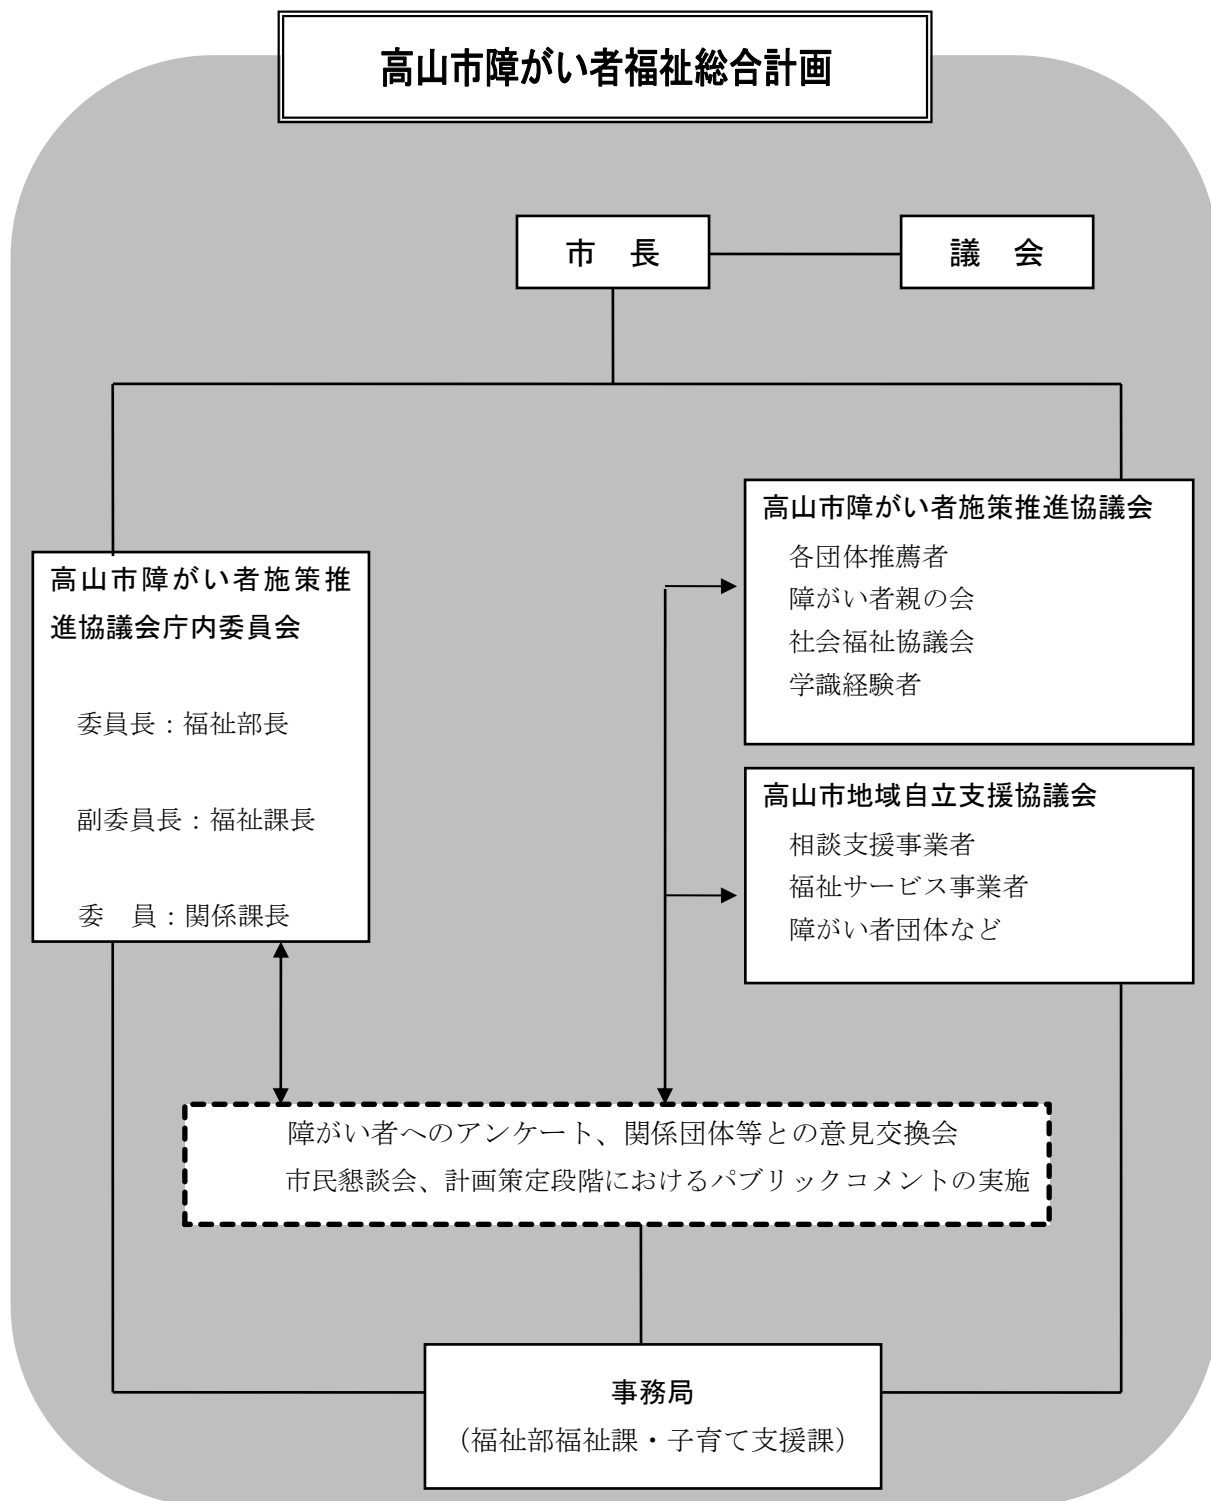 高山市障がい者福祉総合計画
市　長
議　会
高山市障がい者施策推進協議会
各団体推薦者
障がい者親の会
社会福祉協議会
学識経験者
高山市障がい者施策推
進協議会庁内委員会
委員長：福祉部長
副委員長：福祉課長
委　員：関係課長
高山市地域自立支援協議会
相談支援事業者
福祉サービス事業者
障がい者団体など
障がい者へのアンケート、関係団体等との意見交換会
市民懇談会、計画策定段階におけるパブリックコメントの実施
事務局
（福祉部福祉課・子育て支援課）